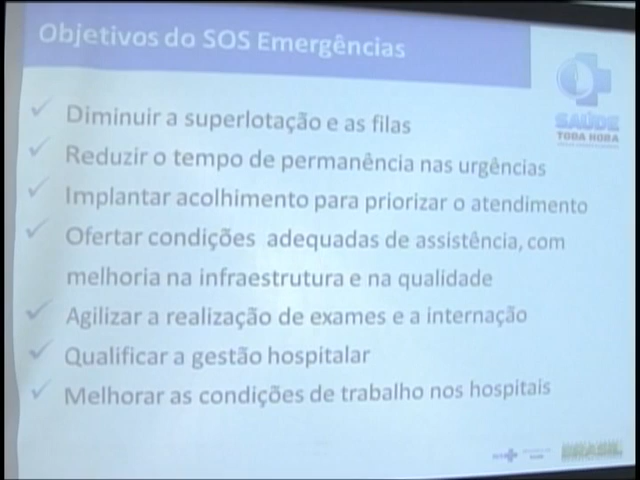 Objetivos do SOS Emergências
Diminuir a superlotação e as filas
Reduzir o tempo de permanência nas urgências
Implantar acolhimento para priorizar o atendimento
Ofertar condições adequadas de assistência, com
melhoria na infraestrutura e na qualidade
Agilizar a realização de exames e a internação
Qualificar a gestão hospitalar
Melhorar as condições de trabalho nos hospitais
SAÚDE
TODA HORA
SUS
BRASIL